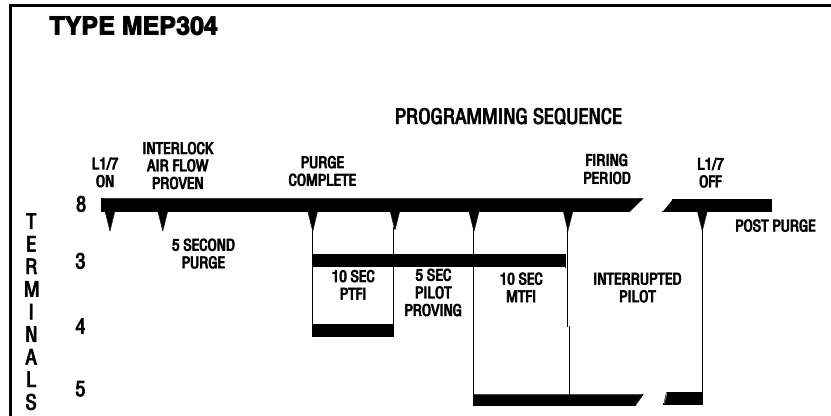 TYPE MEP304
PROGRAMMING SEQUENCE
L1/7
ON
INTERLOCK
AIR FLOW
PROVEN
PURGE
COMPLETE
FIRING
PERIOD
L1/7
OFF
8
5 SECOND
PURGE
POST PURGE
TERMINALS
3
10 SEC
PTFI
5 SEC
PILOT
PROVING
10 SEC
MTFI
INTERRUPTED
PILOT
4
5